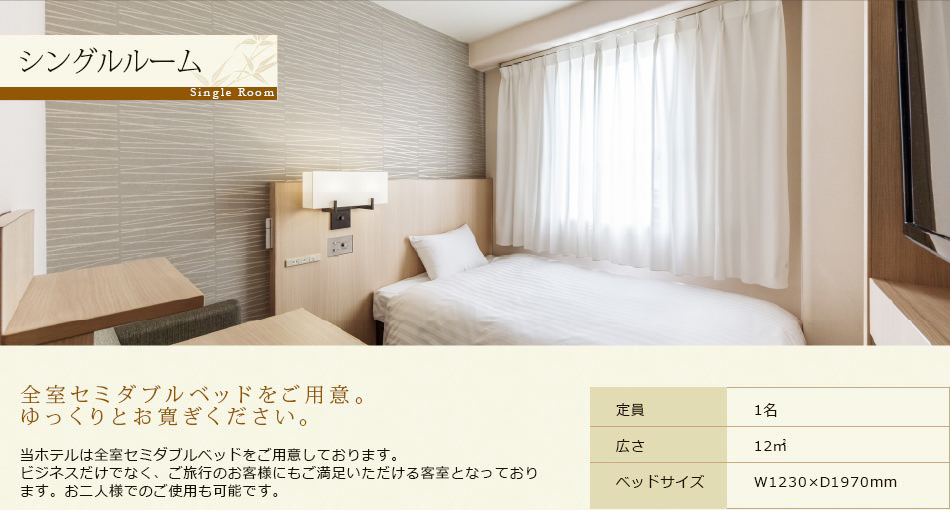 シングルルーム
Single Room
全室セミダブルベッドをご用意。
ゆっくりとお寛ぎください。
当ホテルは全室セミダブルベッドをご用意しております。
ビジネスだけでなく、ご旅行のお客様にもご満足いただける客室となっており
ます。お二人様でのご使用も可能です。
定員 1名
広さ 12㎡
ベッドサイズ W1230×D1970mm